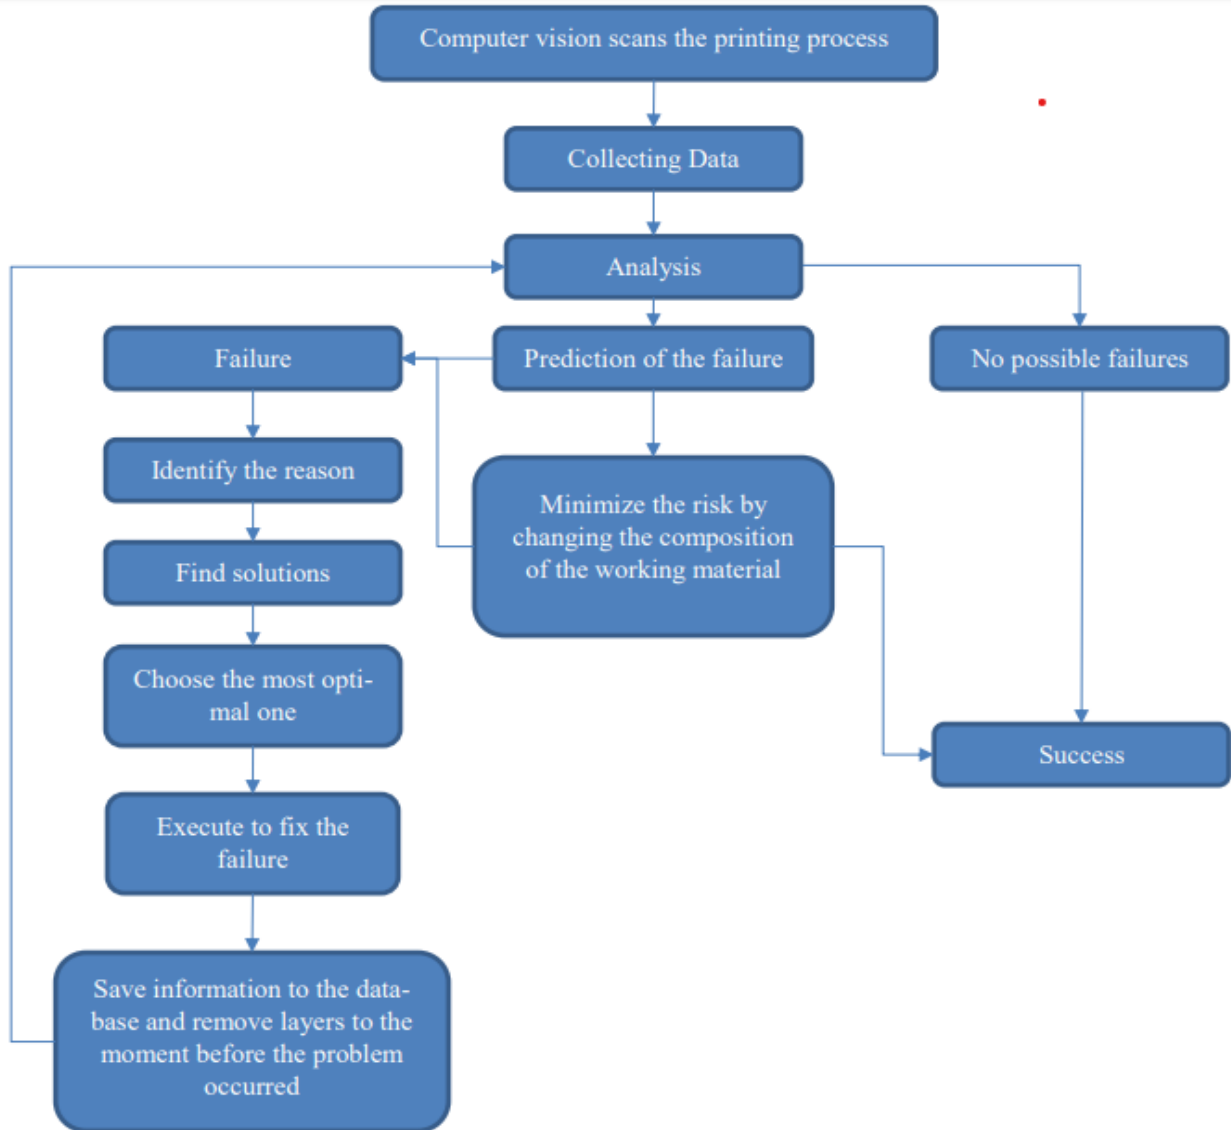 Computer vision scans the printing process
Collecting Data
Analysis
Failure
Prediction of the failure
No possible failures
Identify the reason
Minimize the risk by
changing the composition
of the working material
Find solutions
Choose the most opti-
mal one
Success
Execute to fix the
failure
Save information to the data-
base and remove layers to the
moment before the problem
occurred